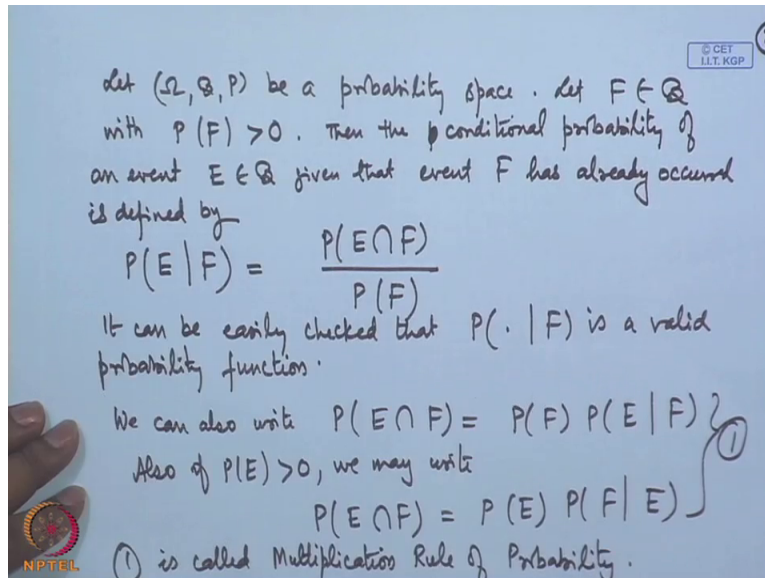 © CET
I.I.T. KGP
Let (Ω, 𝓑, P) be a probability space. Let F ∈ 𝓑
with P(F) > 0. Then the conditional probability of
an event E ∈ 𝓑 given that event F has already occurred
is defined by
P(E | F) = P(E ∩ F) / P(F)
It can be easily checked that P(· | F) is a valid
probability function.
We can also write P(E ∩ F) = P(F) P(E | F) } ①
Also if P(E) > 0, we may write
P(E ∩ F) = P(E) P(F | E)
① is called Multiplication Rule of Probability.
NPTEL